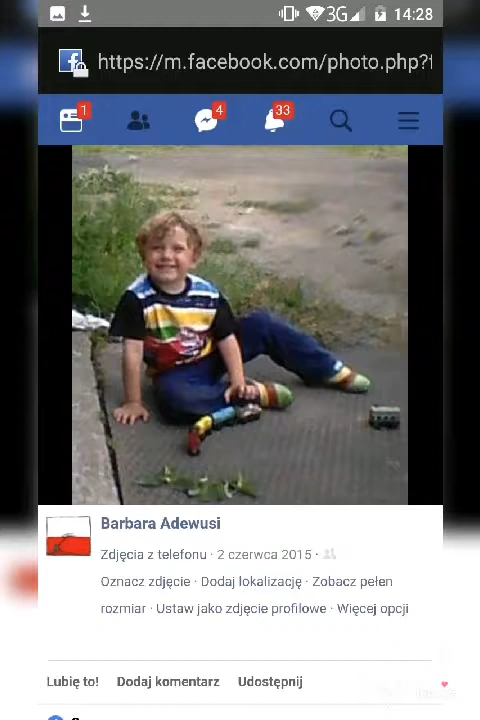 3G 14:28
https://m.facebook.com/photo.php?f
1 4 33
Barbara Adewusi
Zdjęcia z telefonu · 2 czerwca 2015 ·
Oznacz zdjęcie · Dodaj lokalizację · Zobacz pełen
rozmiar · Ustaw jako zdjęcie profilowe · Więcej opcji
Lubię to! Dodaj komentarz Udostępnij